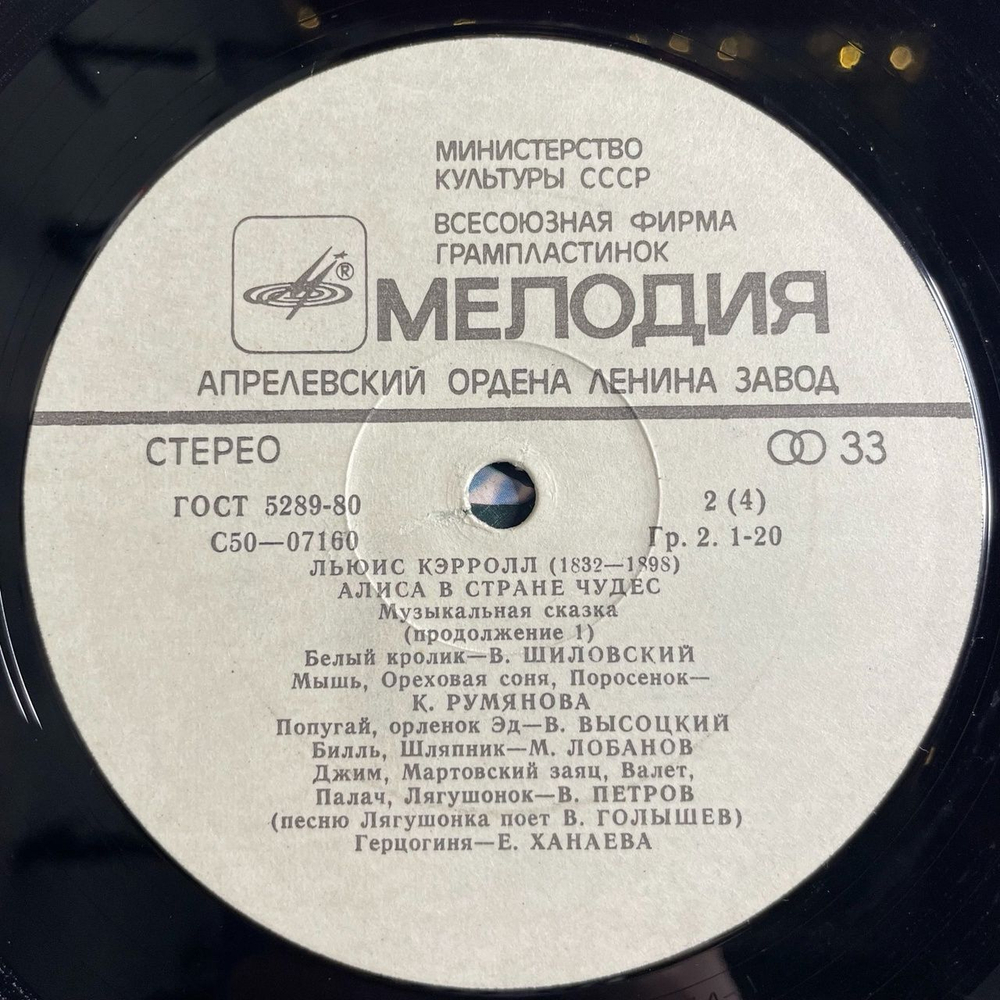 МИНИСТЕРСТВО
КУЛЬТУРЫ СССР
ВСЕСОЮЗНАЯ ФИРМА
ГРАМПЛАСТИНОК
®
МЕЛОДИЯ
АПРЕЛЕВСКИЙ ОРДЕНА ЛЕНИНА ЗАВОД
СТЕРЕО 33
ГОСТ 5289-80 2 (4)
С50—07160 Гр. 2. 1-20
ЛЬЮИС КЭРРОЛЛ (1832—1898)
АЛИСА В СТРАНЕ ЧУДЕС
Музыкальная сказка
(продолжение 1)
Белый кролик—В. ШИЛОВСКИЙ
Мышь, Ореховая соня, Поросенок—
К. РУМЯНОВА
Попугай, орленок Эд—В. ВЫСОЦКИЙ
Билль, Шляпник—М. ЛОБАНОВ
Джим, Мартовский заяц, Валет,
Палач, Лягушонок—В. ПЕТРОВ
(песню Лягушонка поет В. ГОЛЫШЕВ)
Герцогиня—Е. ХАНАЕВА